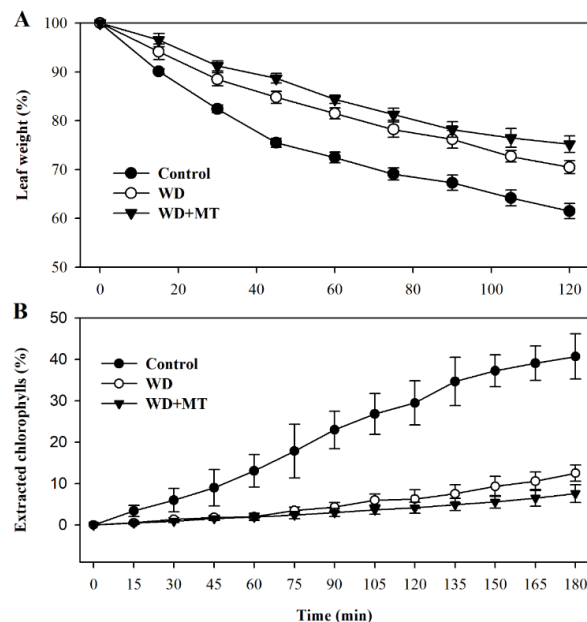 A
Leaf weight (%)
100
90
80
70
60
50
Control
WD
WD+MT
0 20 40 60 80 100 120
B
Extracted chlorophylls (%)
50
40
30
20
10
0
Control
WD
WD+MT
0 15 30 45 60 75 90 105 120 135 150 165 180
Time (min)